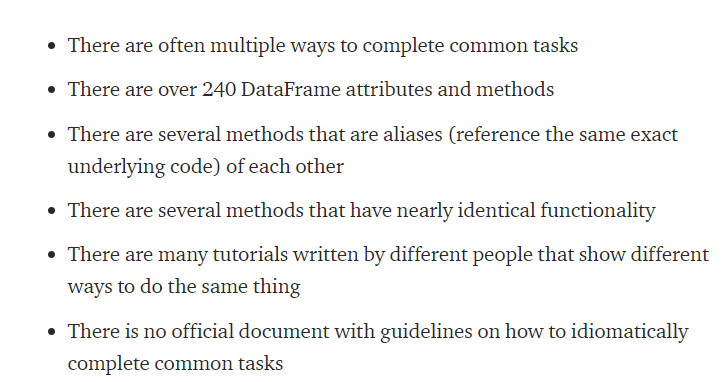 • There are often multiple ways to complete common tasks
• There are over 240 DataFrame attributes and methods
• There are several methods that are aliases (reference the same exact
underlying code) of each other
• There are several methods that have nearly identical functionality
• There are many tutorials written by different people that show different
ways to do the same thing
• There is no official document with guidelines on how to idiomatically
complete common tasks